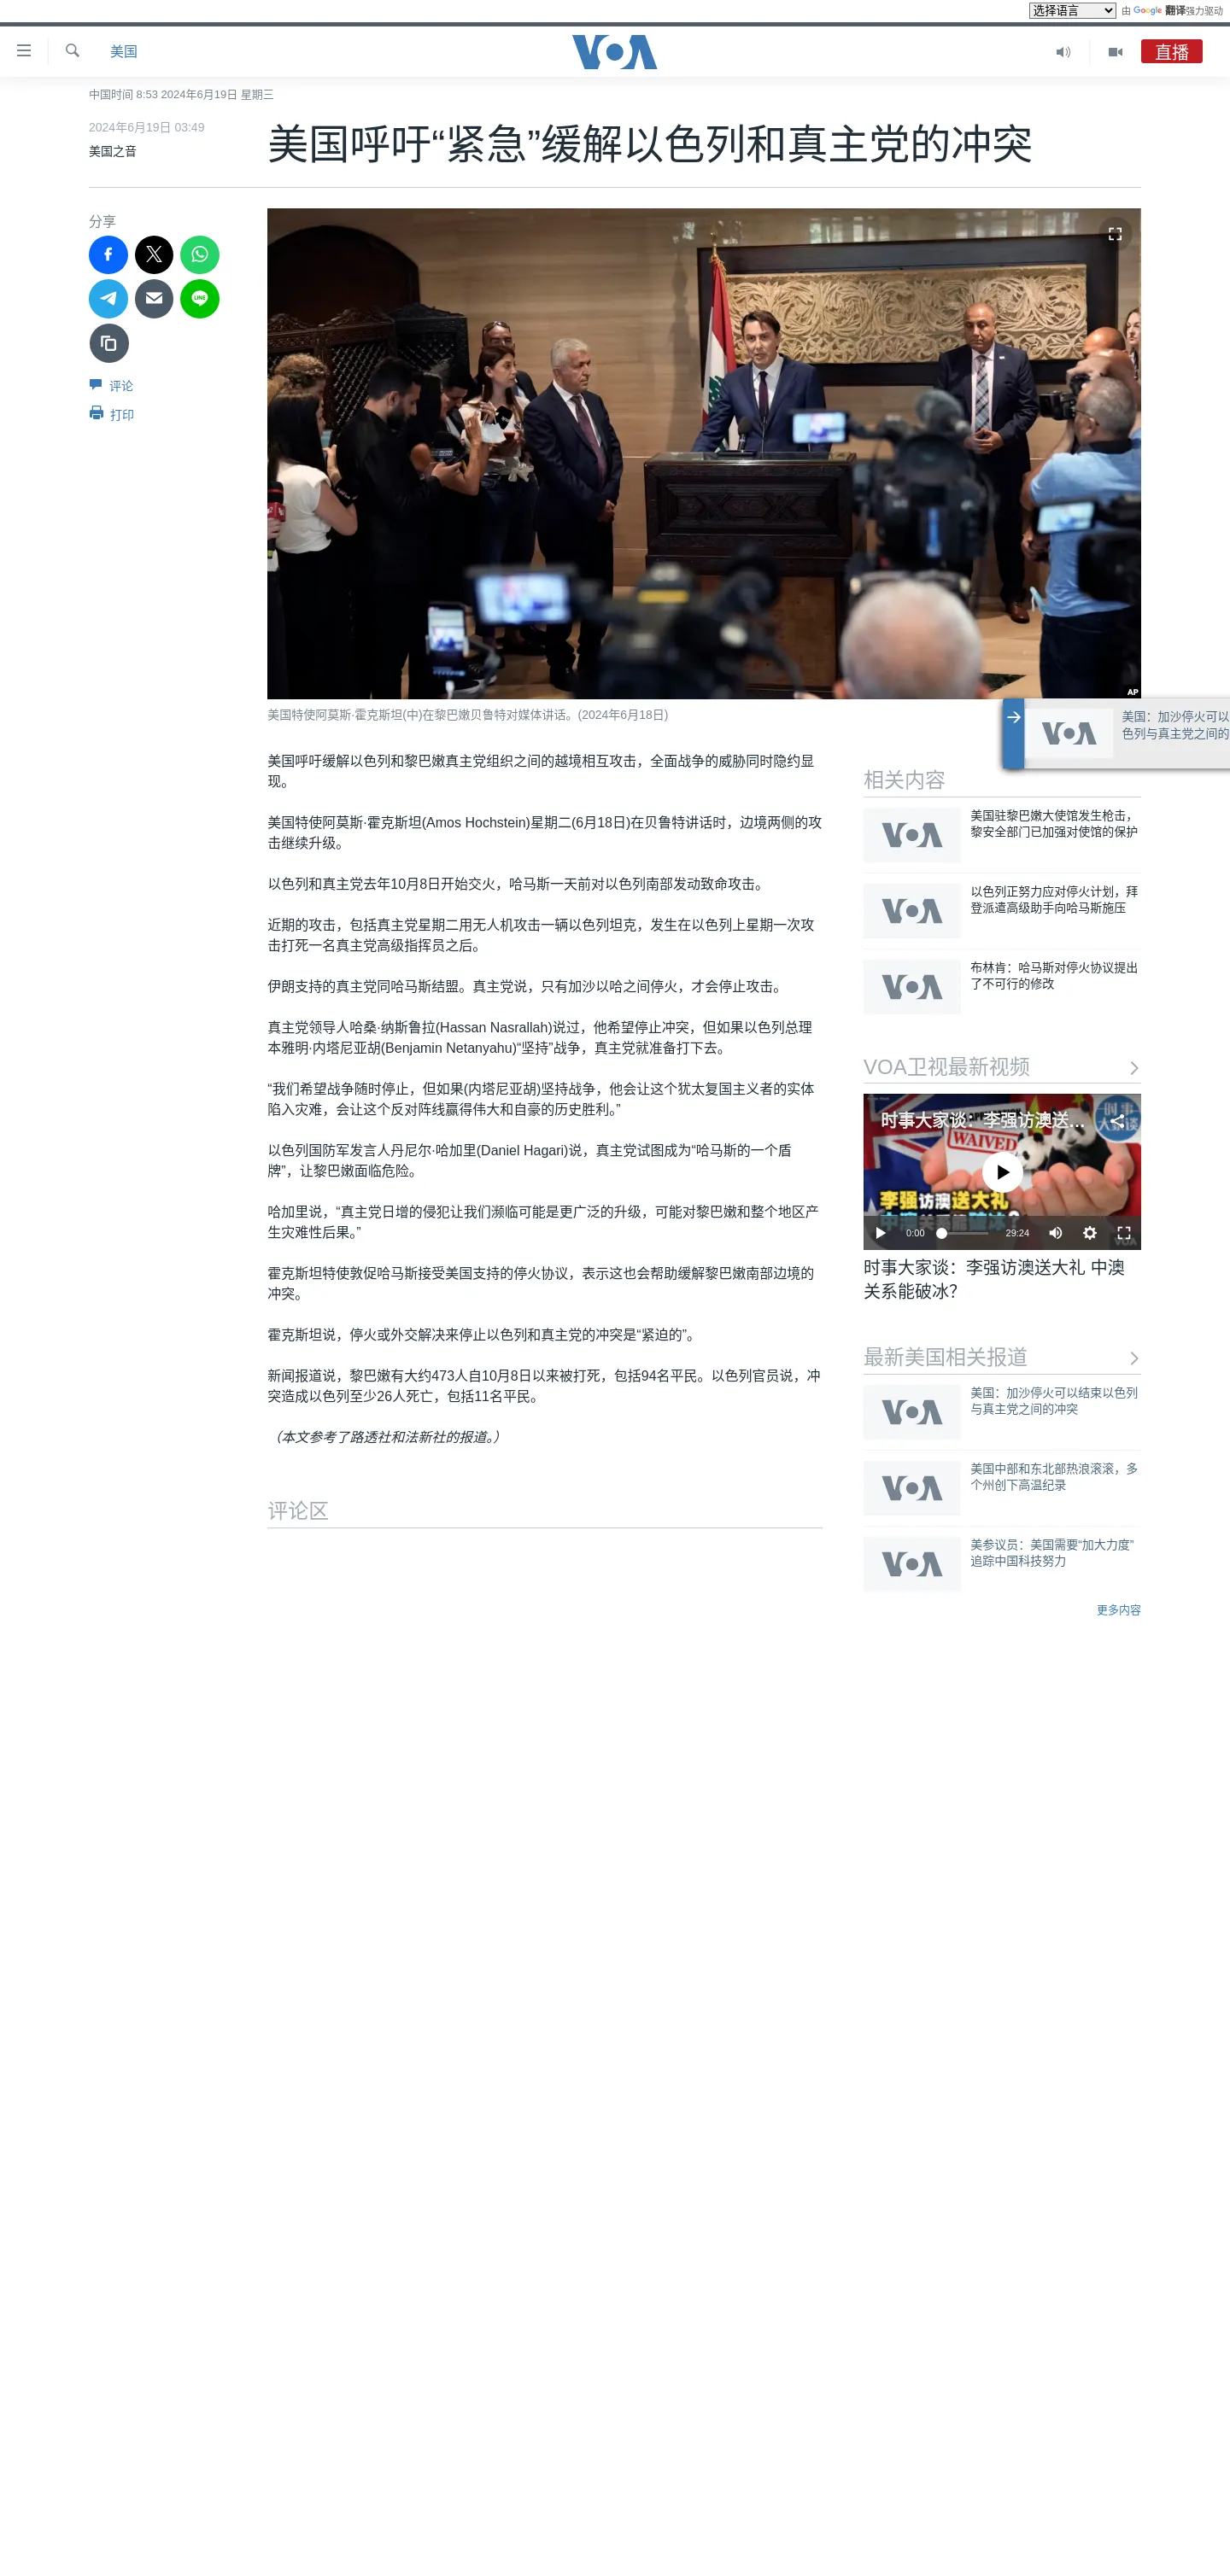 选择语言
由 Google 翻译强力驱动
美国
VOA
直播
中国时间 8:53 2024年6月19日 星期三
2024年6月19日 03:49
美国之音
美国呼吁“紧急”缓解以色列和真主党的冲突
分享
LINE
评论
打印
AP
美国特使阿莫斯·霍克斯坦(中)在黎巴嫩贝鲁特对媒体讲话。(2024年6月18日)
美国呼吁缓解以色列和黎巴嫩真主党组织之间的越境相互攻击，全面战争的威胁同时隐约显
现。
美国特使阿莫斯·霍克斯坦(Amos Hochstein)星期二(6月18日)在贝鲁特讲话时，边境两侧的攻
击继续升级。
以色列和真主党去年10月8日开始交火，哈马斯一天前对以色列南部发动致命攻击。
近期的攻击，包括真主党星期二用无人机攻击一辆以色列坦克，发生在以色列上星期一次攻
击打死一名真主党高级指挥员之后。
伊朗支持的真主党同哈马斯结盟。真主党说，只有加沙以哈之间停火，才会停止攻击。
真主党领导人哈桑·纳斯鲁拉(Hassan Nasrallah)说过，他希望停止冲突，但如果以色列总理
本雅明·内塔尼亚胡(Benjamin Netanyahu)“坚持”战争，真主党就准备打下去。
“我们希望战争随时停止，但如果(内塔尼亚胡)坚持战争，他会让这个犹太复国主义者的实体
陷入灾难，会让这个反对阵线赢得伟大和自豪的历史胜利。”
以色列国防军发言人丹尼尔·哈加里(Daniel Hagari)说，真主党试图成为“哈马斯的一个盾
牌”，让黎巴嫩面临危险。
哈加里说，“真主党日增的侵犯让我们濒临可能是更广泛的升级，可能对黎巴嫩和整个地区产
生灾难性后果。”
霍克斯坦特使敦促哈马斯接受美国支持的停火协议，表示这也会帮助缓解黎巴嫩南部边境的
冲突。
霍克斯坦说，停火或外交解决来停止以色列和真主党的冲突是“紧迫的”。
新闻报道说，黎巴嫩有大约473人自10月8日以来被打死，包括94名平民。以色列官员说，冲
突造成以色列至少26人死亡，包括11名平民。
（本文参考了路透社和法新社的报道。）
评论区
VOA
美国：加沙停火可以
色列与真主党之间的
相关内容
VOA
美国驻黎巴嫩大使馆发生枪击，
黎安全部门已加强对使馆的保护
VOA
以色列正努力应对停火计划，拜
登派遣高级助手向哈马斯施压
VOA
布林肯：哈马斯对停火协议提出
了不可行的修改
VOA卫视最新视频
时事大家谈：李强访澳送...
时事
大家谈
WAIVED
李强访澳送大礼
中澳关系能破冰？
0:00
29:24
VOA
时事大家谈：李强访澳送大礼 中澳
关系能破冰？
最新美国相关报道
VOA
美国：加沙停火可以结束以色列
与真主党之间的冲突
VOA
美国中部和东北部热浪滚滚，多
个州创下高温纪录
VOA
美参议员：美国需要“加大力度”
追踪中国科技努力
更多内容